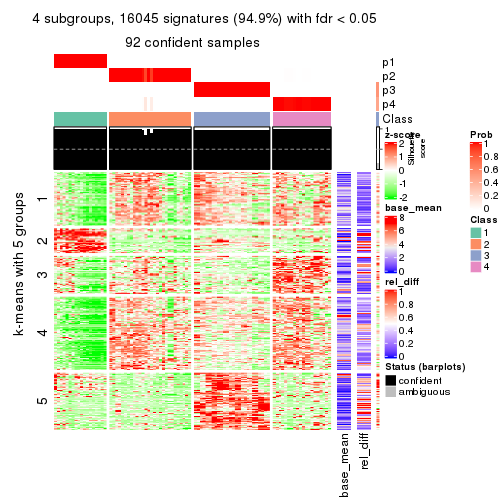 4 subgroups, 16045 signatures (94.9%) with fdr < 0.05
92 confident samples
p1
p2
p3
p4
Class
1
Silhouette
score
k-means with 5 groups
1
2
3
4
5
base_mean
rel_diff
z-score
2
1
0
-1
-2
base_mean
8
6
4
2
0
rel_diff
1
0.8
0.6
0.4
0.2
0
Status (barplots)
confident
ambiguous
Prob
1
0.8
0.6
0.4
0.2
0
Class
1
2
3
4